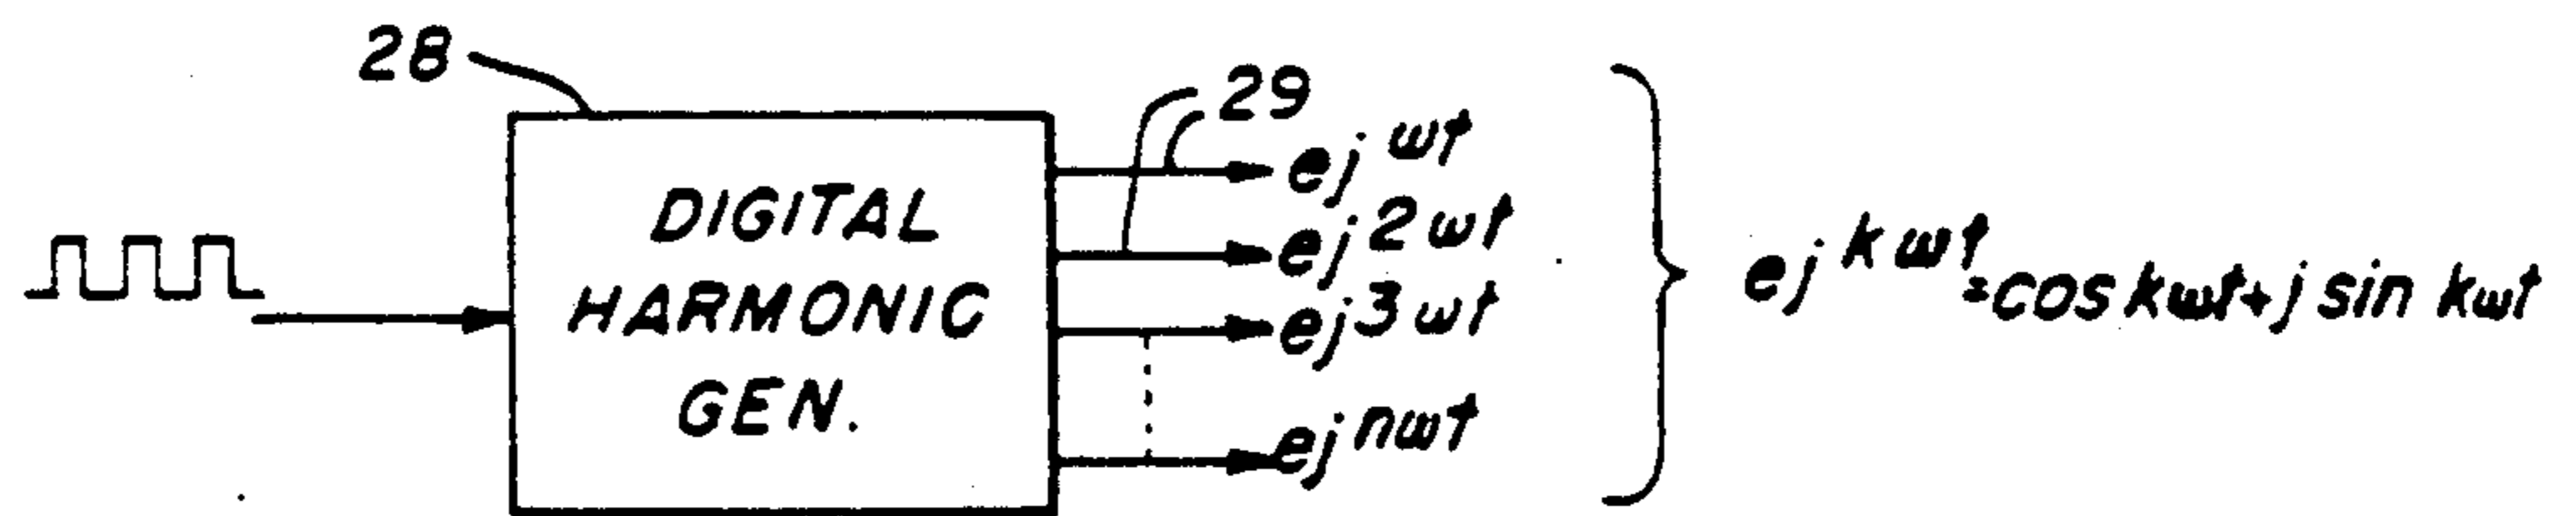 28
29
DIGITAL
HARMONIC
GEN.
ej ωt
ej 2ωt
ej 3ωt
ej nωt
ej kωt = cos kωt + j sin kωt